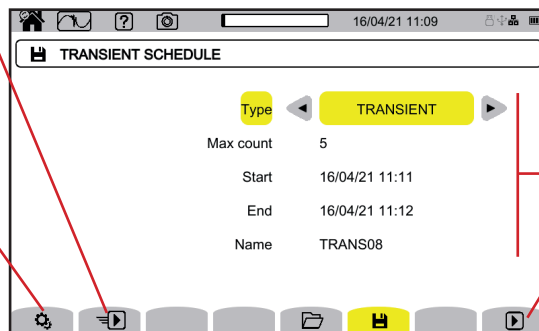 ? 16/04/21 11:09
TRANSIENT SCHEDULE
Type TRANSIENT
Max count 5
Start 16/04/21 11:11
End 16/04/21 11:12
Name TRANS08